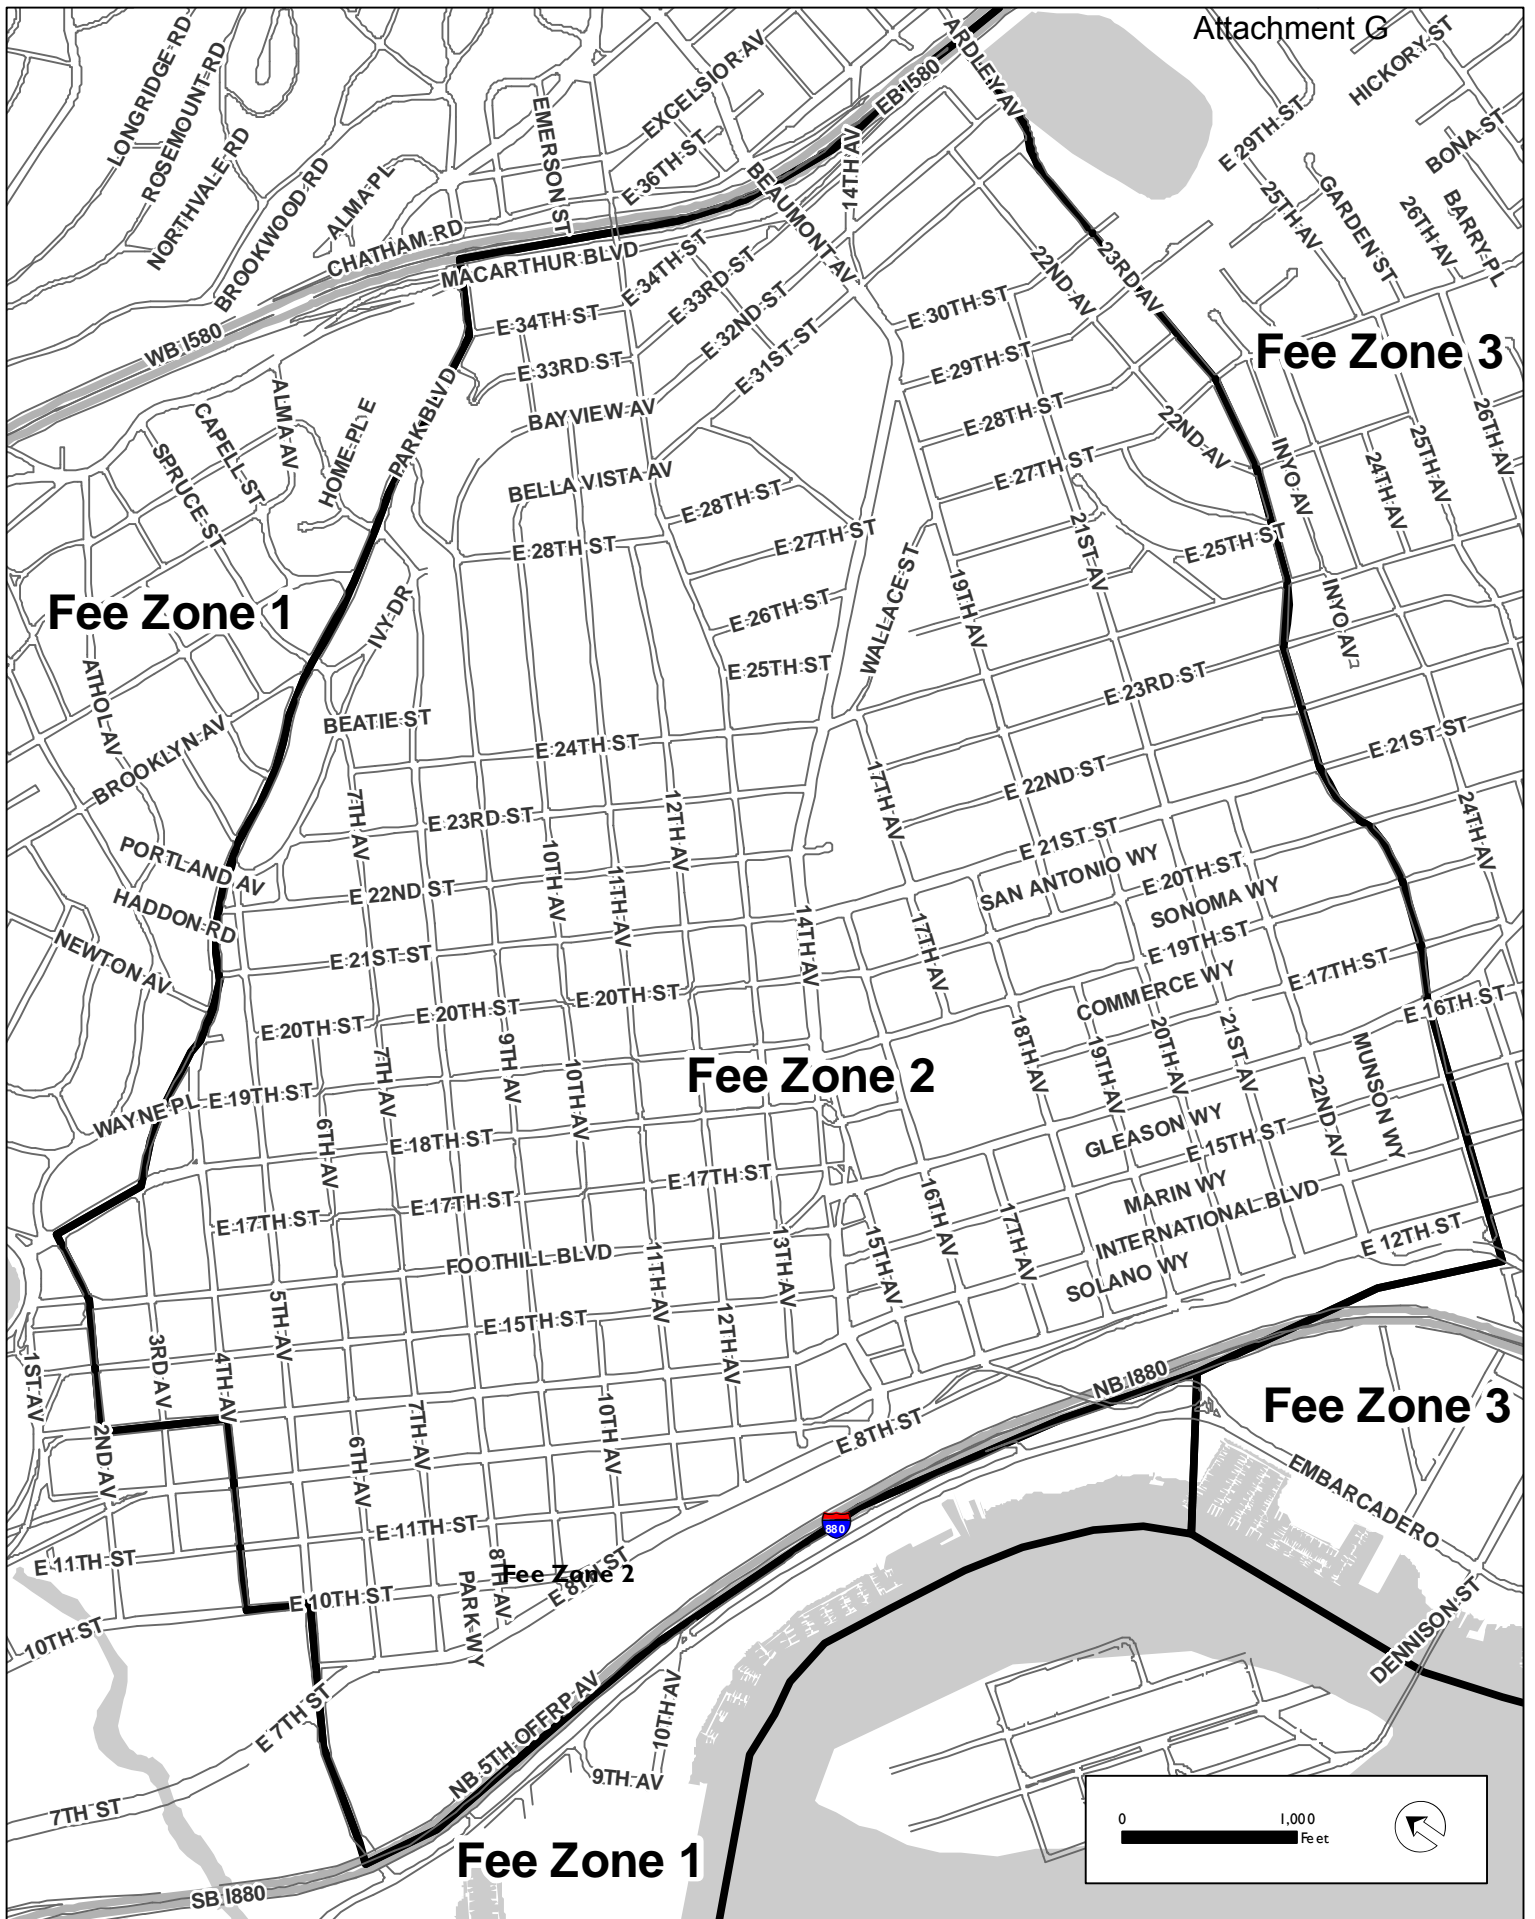 Attachment G
LONGRIDGE RD
ROSEMOUNT RD
NORTHVALE RD
BROOKWOOD RD
ALMA PL
CHATHAM RD
EMERSON ST
EXCELSIOR AV
E 36TH ST
BEAUMONT AV
14TH AV
EB I580
ARDLEY AV
HICKORY ST
E 29TH ST
BONA ST
25TH AV
GARDEN ST
26TH AV
BARRY PL
WB I580
MACARTHUR BLVD
E 34TH ST
E 33RD ST
E 32ND ST
E 31ST ST
E 34TH ST
E 33RD ST
BAYVIEW AV
BELLA VISTA AV
E 30TH ST
E 29TH ST
E 28TH ST
E 27TH ST
22ND AV
23RD AV
22ND AV
Fee Zone 3
INYO AV
24TH AV
25TH AV
26TH AV
ALMA AV
CAPELL ST
SPRUCE ST
HOME PL E
PARK BLVD
E 28TH ST
E 28TH ST
E 27TH ST
E 26TH ST
E 25TH ST
WALLACE ST
19TH AV
21ST AV
E 25TH ST
INYO AV
Fee Zone 1
IVY DR
ATHOL AV
BROOKLYN AV
BEATIE ST
E 24TH ST
E 23RD ST
E 22ND ST
E 21ST ST
E 21ST ST
24TH AV
17TH AV
7TH AV
E 23RD ST
10TH AV
11TH AV
12TH AV
PORTLAND AV
HADDON RD
NEWTON AV
E 22ND ST
E 21ST ST
14TH AV
17TH AV
SAN ANTONIO WY
E 20TH ST
SONOMA WY
E 19TH ST
COMMERCE WY
E 17TH ST
E 16TH ST
E 20TH ST
E 20TH ST
E 20TH ST
7TH AV
9TH AV
10TH AV
Fee Zone 2
18TH AV
19TH AV
20TH AV
21ST AV
22ND AV
MUNSON WY
WAYNE PL
E 19TH ST
6TH AV
E 18TH ST
E 17TH ST
E 17TH ST
E 17TH ST
GLEASON WY
E 15TH ST
MARIN WY
INTERNATIONAL BLVD
SOLANO WY
E 12TH ST
FOOTHILL BLVD
11TH AV
13TH AV
15TH AV
16TH AV
17TH AV
5TH AV
E 15TH ST
12TH AV
1ST AV
3RD AV
4TH AV
2ND AV
6TH AV
7TH AV
10TH AV
E 8TH ST
NB I880
Fee Zone 3
EMBARCADERO
880
E 11TH ST
E 11TH ST
8TH AV
Fee Zone 2
E 8TH ST
E 10TH ST
PARK WY
10TH ST
DENNISON ST
E 7TH ST
NB 5TH OFFRP AV
10TH AV
9TH AV
7TH ST
SB I880
Fee Zone 1
0 1,000
Feet